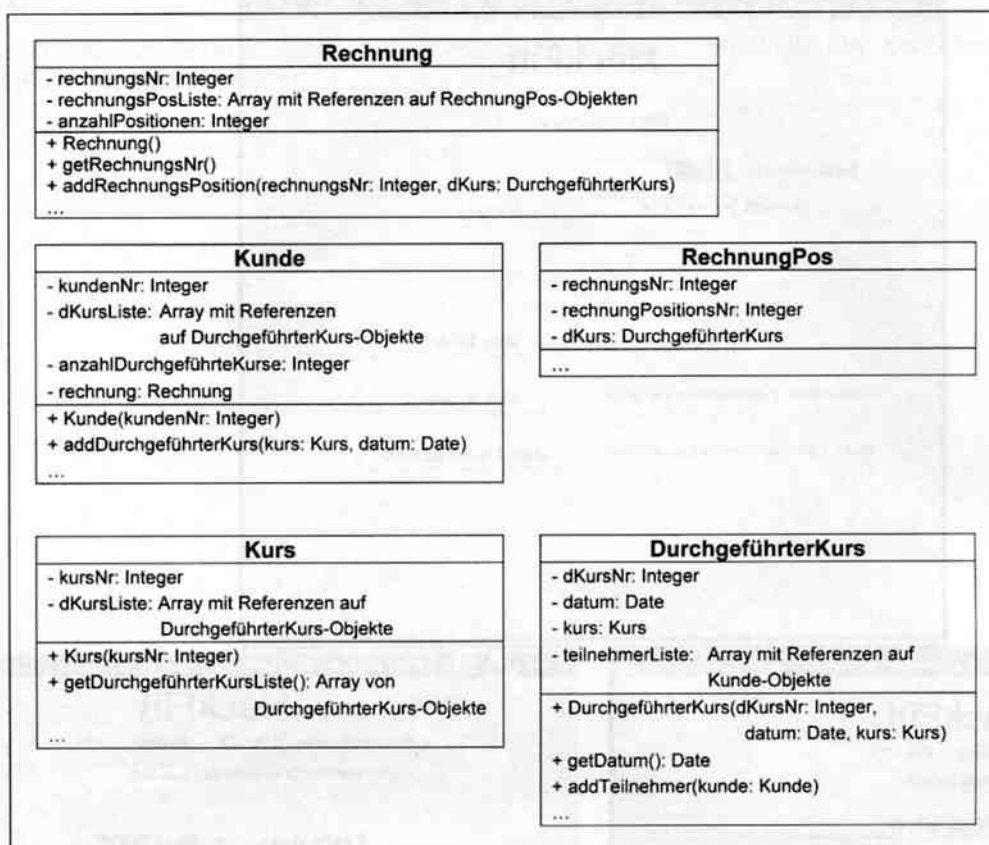 Rechnung
- rechnungsNr: Integer
- rechnungsPosListe: Array mit Referenzen auf RechnungPos-Objekten
- anzahlPositionen: Integer
+ Rechnung()
+ getRechnungsNr()
+ addRechnungsPosition(rechnungsNr: Integer, dKurs: DurchgeführterKurs)
...
Kunde
- kundenNr: Integer
- dKursListe: Array mit Referenzen
auf DurchgeführterKurs-Objekte
- anzahlDurchgeführteKurse: Integer
- rechnung: Rechnung
+ Kunde(kundenNr: Integer)
+ addDurchgeführterKurs(kurs: Kurs, datum: Date)
...
RechnungPos
- rechnungsNr: Integer
- rechnungPositionsNr: Integer
- dKurs: DurchgeführterKurs
...
Kurs
- kursNr: Integer
- dKursListe: Array mit Referenzen auf
DurchgeführterKurs-Objekte
+ Kurs(kursNr: Integer)
+ getDurchgeführterKursListe(): Array von
DurchgeführterKurs-Objekte
...
DurchgeführterKurs
- dKursNr: Integer
- datum: Date
- kurs: Kurs
- teilnehmerListe: Array mit Referenzen auf
Kunde-Objekte
+ DurchgeführterKurs(dKursNr: Integer,
datum: Date, kurs: Kurs)
+ getDatum(): Date
+ addTeilnehmer(kunde: Kunde)
...